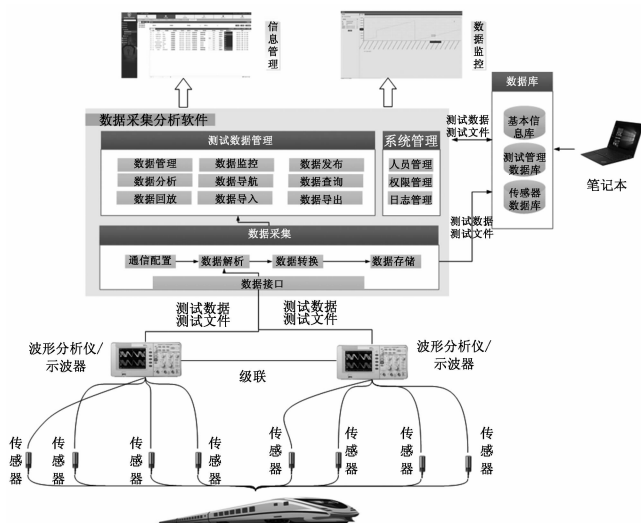 信息管理
数据监控
数据采集分析软件
测试数据管理
数据管理 数据监控 数据发布
数据分析 数据导航 数据查询
数据回放 数据导入 数据导出
系统管理
人员管理
权限管理
日志管理
测试数据
测试文件
数据库
基本信
息库
测试管理
数据库
传感器
数据库
笔记本
测试数据
测试文件
数据采集
通信配置 数据解析 数据转换 数据存储
数据接口
测试数据
测试文件
测试数据
测试文件
波形分析仪/
示波器
级联
波形分析仪/
示波器
传感器
传感器
传感器
传感器
传感器
传感器
传感器
传感器